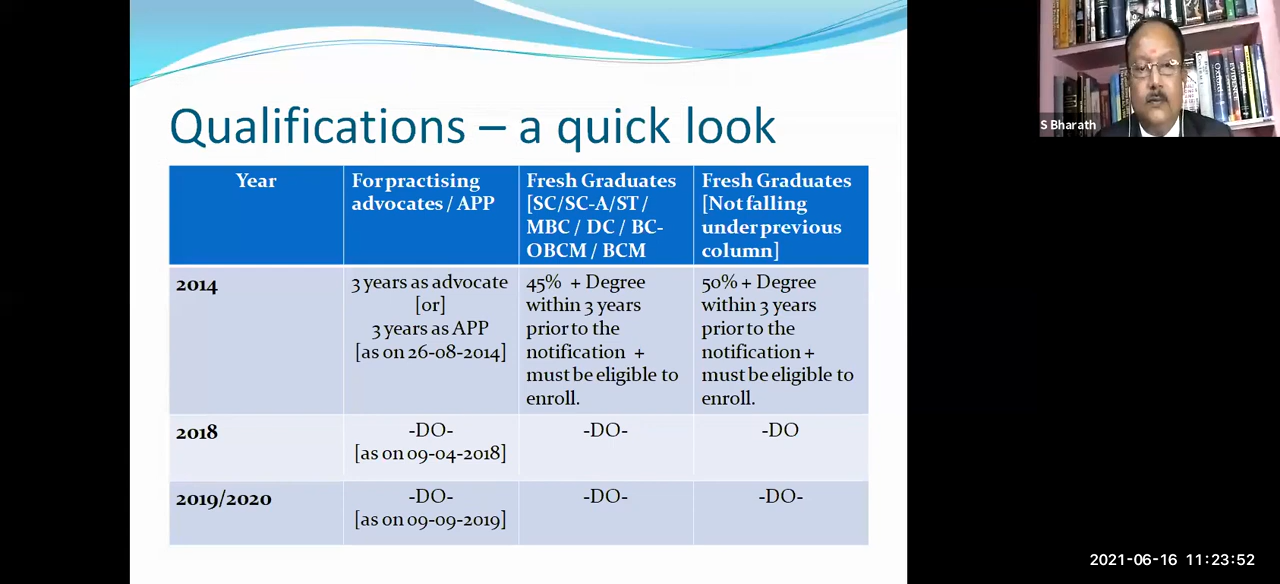 Qualifications – a quick look
Year
For practising
advocates / APP
Fresh Graduates
[SC/SC-A/ST /
MBC / DC / BC-
OBCM / BCM
Fresh Graduates
[Not falling
under previous
column]
2014
3 years as advocate
[or]
3 years as APP
[as on 26-08-2014]
45% + Degree
within 3 years
prior to the
notification +
must be eligible to
enroll.
50% + Degree
within 3 years
prior to the
notification +
must be eligible to
enroll.
2018
-DO-
[as on 09-04-2018]
-DO-
-DO
2019/2020
-DO-
[as on 09-09-2019]
-DO-
-DO-
S Bharath
Oxford
EVIDENCE
2021-06-16 11:23:52